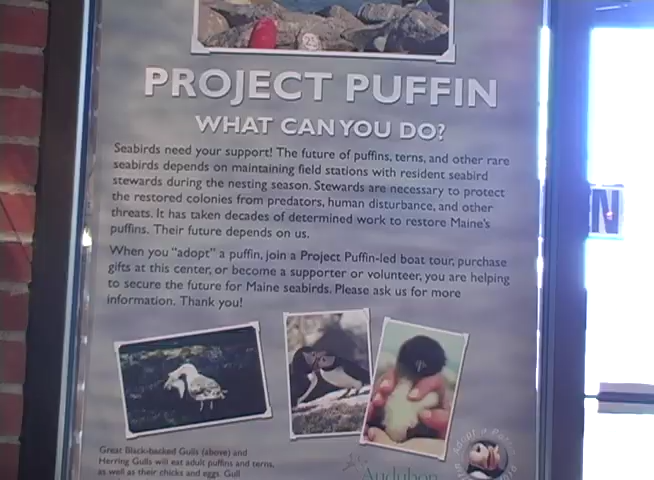 PROJECT PUFFIN
WHAT CAN YOU DO?
Seabirds need your support! The future of puffins, terns, and other rare
seabirds depends on maintaining field stations with resident seabird
stewards during the nesting season. Stewards are necessary to protect
the restored colonies from predators, human disturbance, and other
threats. It has taken decades of determined work to restore Maine's
puffins. Their future depends on us.
When you "adopt" a puffin, join a Project Puffin-led boat tour, purchase
gifts at this center, or become a supporter or volunteer, you are helping
to secure the future for Maine seabirds. Please ask us for more
information. Thank you!
Great Black-backed Gulls (above) and
Herring Gulls will eat adult puffins and terns,
as well as their chicks and eggs. Gull
Audubon
Adopt a
N